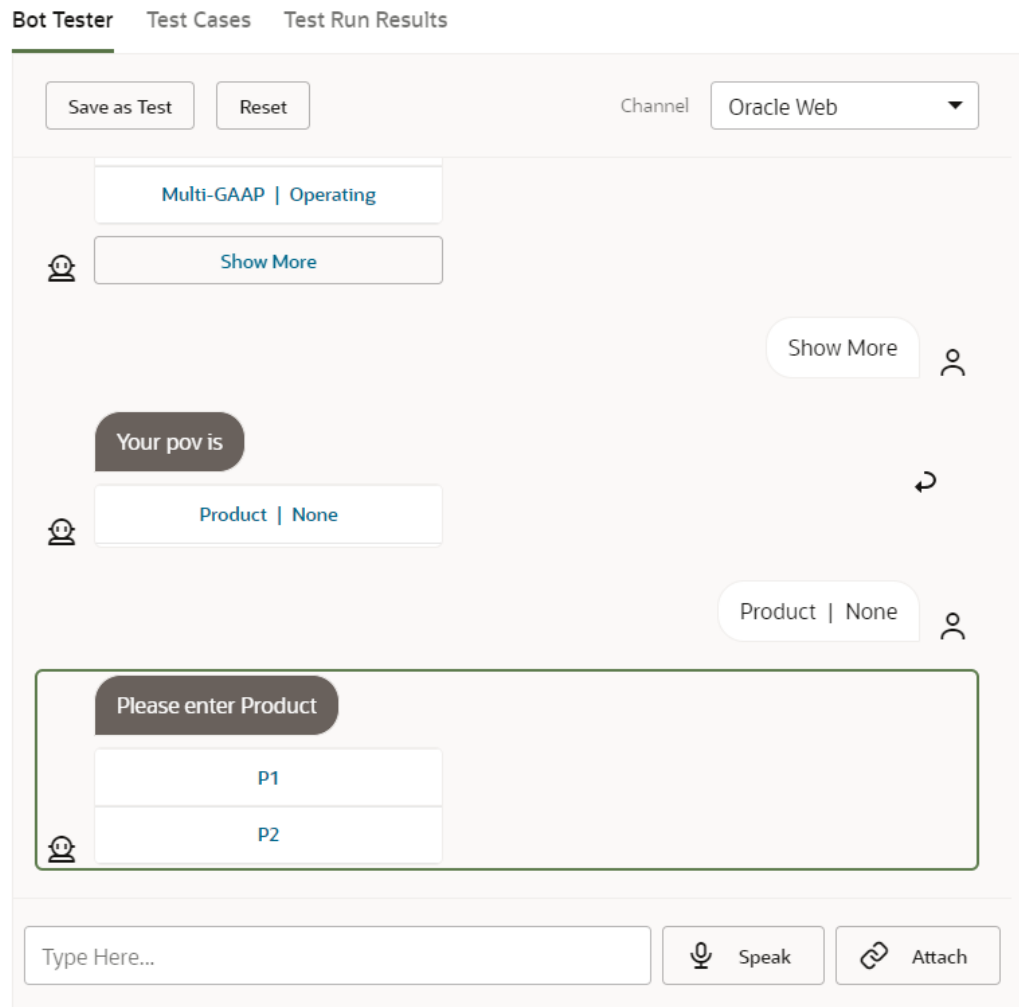 Bot Tester Test Cases Test Run Results
Save as Test Reset Channel Oracle Web
Multi-GAAP | Operating
Show More
Show More
Your pov is
Product | None
Product | None
Please enter Product
P1
P2
Type Here... Speak Attach